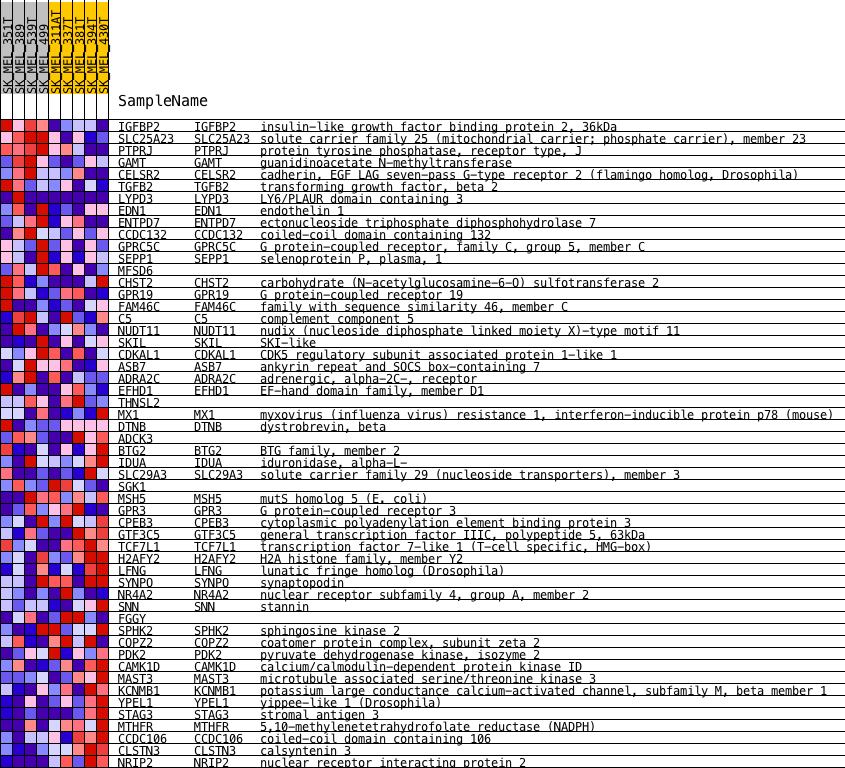 SK_MEL_351T
SK_MEL_389
SK_MEL_539T
SK_MEL_499
SK_MEL_311AT
SK_MEL_337T
SK_MEL_381T
SK_MEL_394T
SK_MEL_430T
SampleName
IGFBP2 IGFBP2 insulin-like growth factor binding protein 2, 36kDa
SLC25A23 SLC25A23 solute carrier family 25 (mitochondrial carrier; phosphate carrier), member 23
PTPRJ PTPRJ protein tyrosine phosphatase, receptor type, J
GAMT GAMT guanidinoacetate N-methyltransferase
CELSR2 CELSR2 cadherin, EGF LAG seven-pass G-type receptor 2 (flamingo homolog, Drosophila)
TGFB2 TGFB2 transforming growth factor, beta 2
LYPD3 LYPD3 LY6/PLAUR domain containing 3
EDN1 EDN1 endothelin 1
ENTPD7 ENTPD7 ectonucleoside triphosphate diphosphohydrolase 7
CCDC132 CCDC132 coiled-coil domain containing 132
GPRC5C GPRC5C G protein-coupled receptor, family C, group 5, member C
SEPP1 SEPP1 selenoprotein P, plasma, 1
MFSD6
CHST2 CHST2 carbohydrate (N-acetylglucosamine-6-O) sulfotransferase 2
GPR19 GPR19 G protein-coupled receptor 19
FAM46C FAM46C family with sequence similarity 46, member C
C5 C5 complement component 5
NUDT11 NUDT11 nudix (nucleoside diphosphate linked moiety X)-type motif 11
SKIL SKIL SKI-like
CDKAL1 CDKAL1 CDK5 regulatory subunit associated protein 1-like 1
ASB7 ASB7 ankyrin repeat and SOCS box-containing 7
ADRA2C ADRA2C adrenergic, alpha-2C-, receptor
EFHD1 EFHD1 EF-hand domain family, member D1
THNSL2
MX1 MX1 myxovirus (influenza virus) resistance 1, interferon-inducible protein p78 (mouse)
DTNB DTNB dystrobrevin, beta
ADCK3
BTG2 BTG2 BTG family, member 2
IDUA IDUA iduronidase, alpha-L-
SLC29A3 SLC29A3 solute carrier family 29 (nucleoside transporters), member 3
SGK1
MSH5 MSH5 mutS homolog 5 (E. coli)
GPR3 GPR3 G protein-coupled receptor 3
CPEB3 CPEB3 cytoplasmic polyadenylation element binding protein 3
GTF3C5 GTF3C5 general transcription factor IIIC, polypeptide 5, 63kDa
TCF7L1 TCF7L1 transcription factor 7-like 1 (T-cell specific, HMG-box)
H2AFY2 H2AFY2 H2A histone family, member Y2
LFNG LFNG lunatic fringe homolog (Drosophila)
SYNPO SYNPO synaptopodin
NR4A2 NR4A2 nuclear receptor subfamily 4, group A, member 2
SNN SNN stannin
FGGY
SPHK2 SPHK2 sphingosine kinase 2
COPZ2 COPZ2 coatomer protein complex, subunit zeta 2
PDK2 PDK2 pyruvate dehydrogenase kinase, isozyme 2
CAMK1D CAMK1D calcium/calmodulin-dependent protein kinase ID
MAST3 MAST3 microtubule associated serine/threonine kinase 3
KCNMB1 KCNMB1 potassium large conductance calcium-activated channel, subfamily M, beta member 1
YPEL1 YPEL1 yippee-like 1 (Drosophila)
STAG3 STAG3 stromal antigen 3
MTHFR MTHFR 5,10-methylenetetrahydrofolate reductase (NADPH)
CCDC106 CCDC106 coiled-coil domain containing 106
CLSTN3 CLSTN3 calsyntenin 3
NRIP2 NRIP2 nuclear receptor interacting protein 2